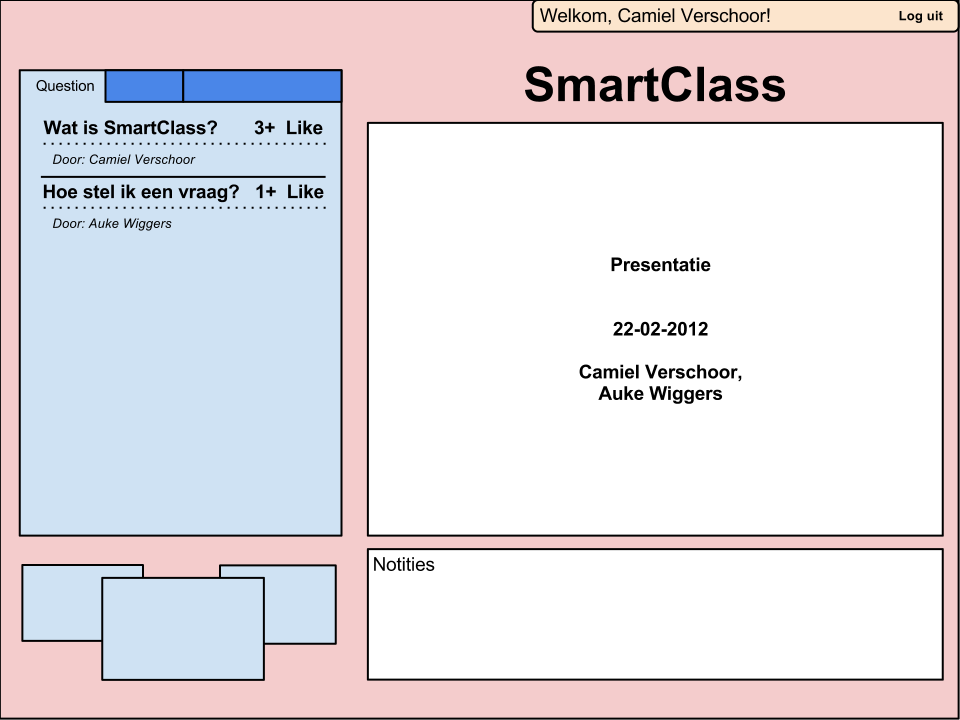 Welkom, Camiel Verschoor! Log uit
SmartClass
Question
Wat is SmartClass? 3+ Like
Door: Camiel Verschoor
Hoe stel ik een vraag? 1+ Like
Door: Auke Wiggers
Presentatie
22-02-2012
Camiel Verschoor,
Auke Wiggers
Notities